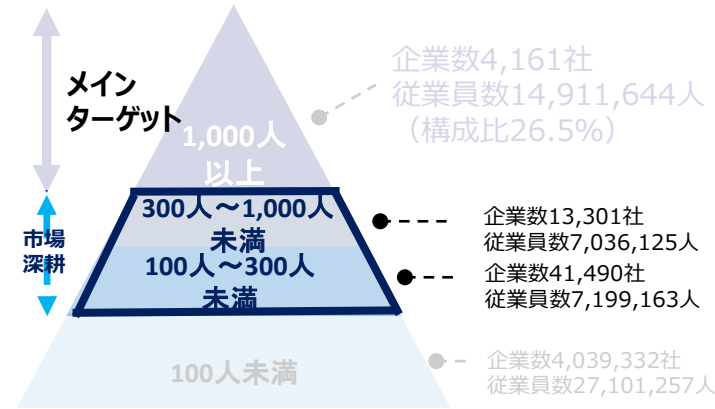 メイン
ターゲット
1,000人
以上
企業数4,161社
従業員数14,911,644人
（構成比26.5%）
市場
深耕
300人～1,000人
未満
企業数13,301社
従業員数7,036,125人
100人～300人
未満
企業数41,490社
従業員数7,199,163人
100人未満
企業数4,039,332社
従業員数27,101,257人